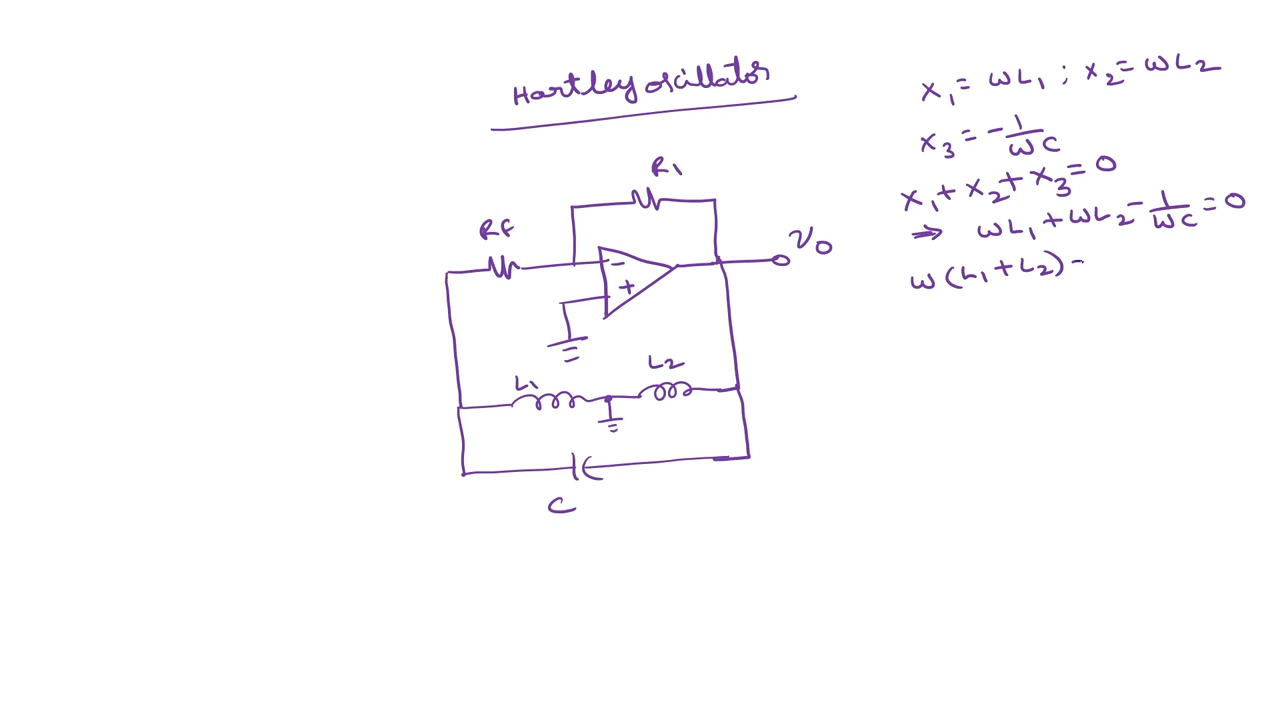 Hartley oscillator
x₁ = ωL₁ ; x₂ = ωL₂
x₃ = -1/ωC
x₁ + x₂ + x₃ = 0
⇒ ωL₁ + ωL₂ - 1/ωC = 0
ω(L₁+L₂) -
R1
RF
-
+
v0
L1
L2
C